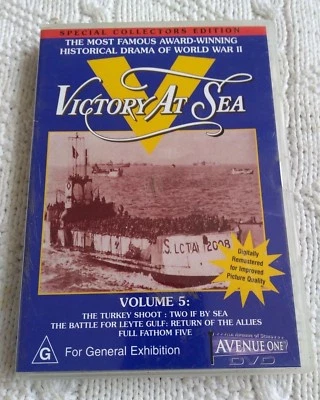 SPECIAL COLLECTORS EDITION
THE MOST FAMOUS AWARD-WINNING
HISTORICAL DRAMA OF WORLD WAR II
VICTORY AT SEA
S. LCT(A) 2008
Digitally
Remastered
for Improved
Picture Quality
VOLUME 5:
THE TURKEY SHOOT : TWO IF BY SEA
THE BATTLE FOR LEYTE GULF: RETURN OF THE ALLIES
FULL FATHOM FIVE
G For General Exhibition
AVENUE ONE
DVD